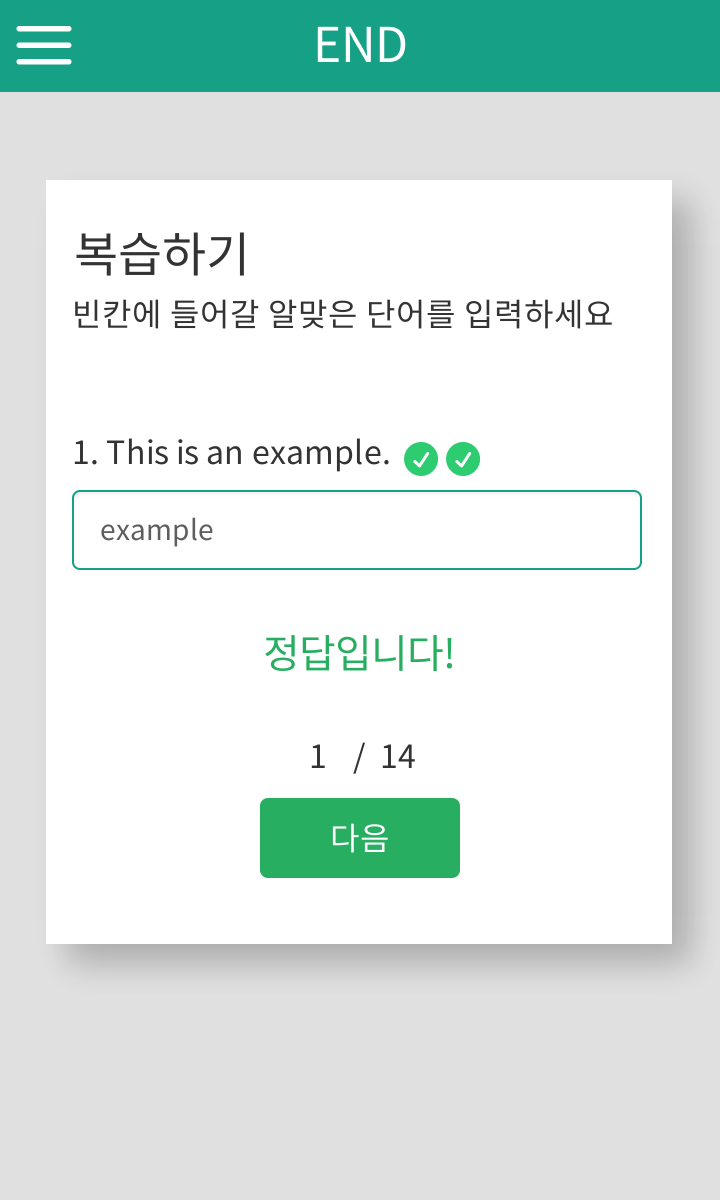 END
복습하기
빈칸에 들어갈 알맞은 단어를 입력하세요
1. This is an example.
example
정답입니다!
1 / 14
다음